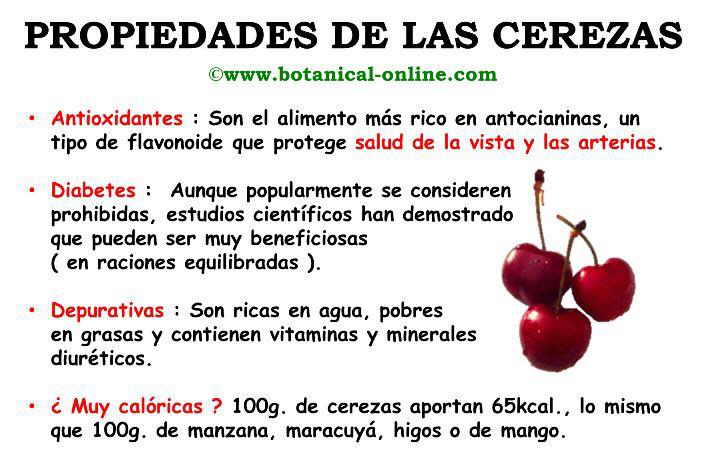 PROPIEDADES DE LAS CEREZAS
©www.botanical-online.com
• Antioxidantes : Son el alimento más rico en antocianinas, un
tipo de flavonoide que protege salud de la vista y las arterias.
• Diabetes : Aunque popularmente se consideren
prohibidas, estudios científicos han demostrado
que pueden ser muy beneficiosas
( en raciones equilibradas ).
• Depurativas : Son ricas en agua, pobres
en grasas y contienen vitaminas y minerales
diuréticos.
• ¿ Muy calóricas ? 100g. de cerezas aportan 65kcal., lo mismo
que 100g. de manzana, maracuyá, higos o de mango.